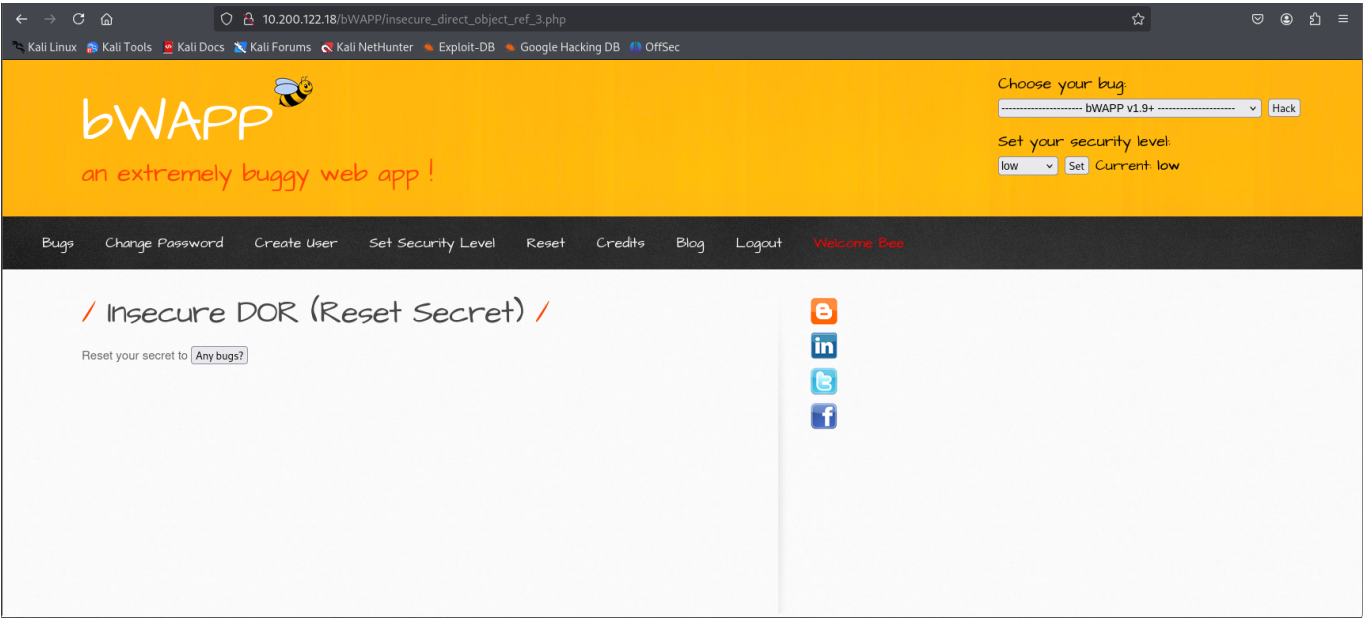 10.200.122.18/bWAPP/insecure_direct_object_ref_3.php
Kali Linux Kali Tools Kali Docs Kali Forums Kali NetHunter Exploit-DB Google Hacking DB OffSec
bWAPP
an extremely buggy web app !
Choose your bug:
---------------------- bWAPP v1.9+ --------------------- Hack
Set your security level:
low Set Current: low
Bugs Change Password Create User Set Security Level Reset Credits Blog Logout Welcome Bee
/ Insecure DOR (Reset Secret) /
Reset your secret to Any bugs?